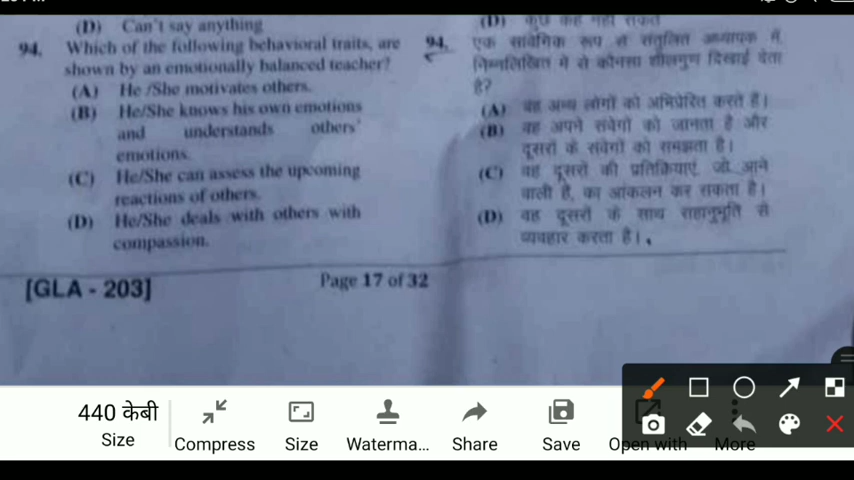 (D) Can't say anything
(D) कुछ कह नहीं सकते
94. Which of the following behavioral traits, are
shown by an emotionally balanced teacher?
(A) He /She motivates others.
(B) He/She knows his own emotions
and understands others'
emotions.
(C) He/She can assess the upcoming
reactions of others.
(D) He/She deals with others with
compassion.
94. एक सांवेगिक रूप से संतुलित अध्यापक में
निम्नलिखित मे से कौनसा शीलगुण दिखाई देता
है?
(A) वह अन्य लोगों को अभिप्रेरित करते हैं।
(B) वह अपने संवेगों को जानता है और
दूसरों के संवेगों को समझता है।
(C) वह दूसरों की प्रतिक्रियाएं जो आने
वाली हैं, का आंकलन कर सकता है।
(D) वह दूसरों के साथ सहानुभूति से
व्यवहार करता है।
[GLA - 203]
Page 17 of 32
440 केबी
Size
Compress
Size
Waterma...
Share
Save
Open with
More